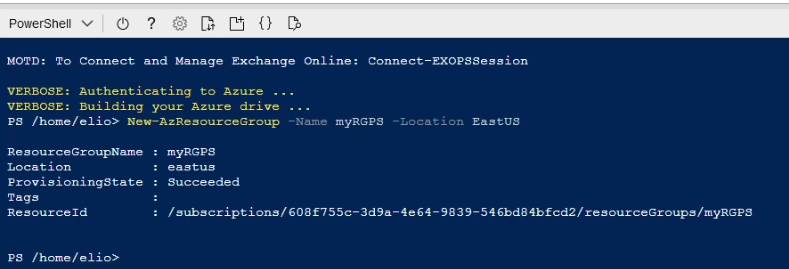 PowerShell
MOTD: To Connect and Manage Exchange Online: Connect-EXOPSSession
VERBOSE: Authenticating to Azure ...
VERBOSE: Building your Azure drive ...
PS /home/elio> New-AzResourceGroup -Name myRGPS -Location EastUS
ResourceGroupName : myRGPS
Location          : eastus
ProvisioningState : Succeeded
Tags              :
ResourceId        : /subscriptions/608f755c-3d9a-4e64-9839-546bd84bfcd2/resourceGroups/myRGPS
PS /home/elio>